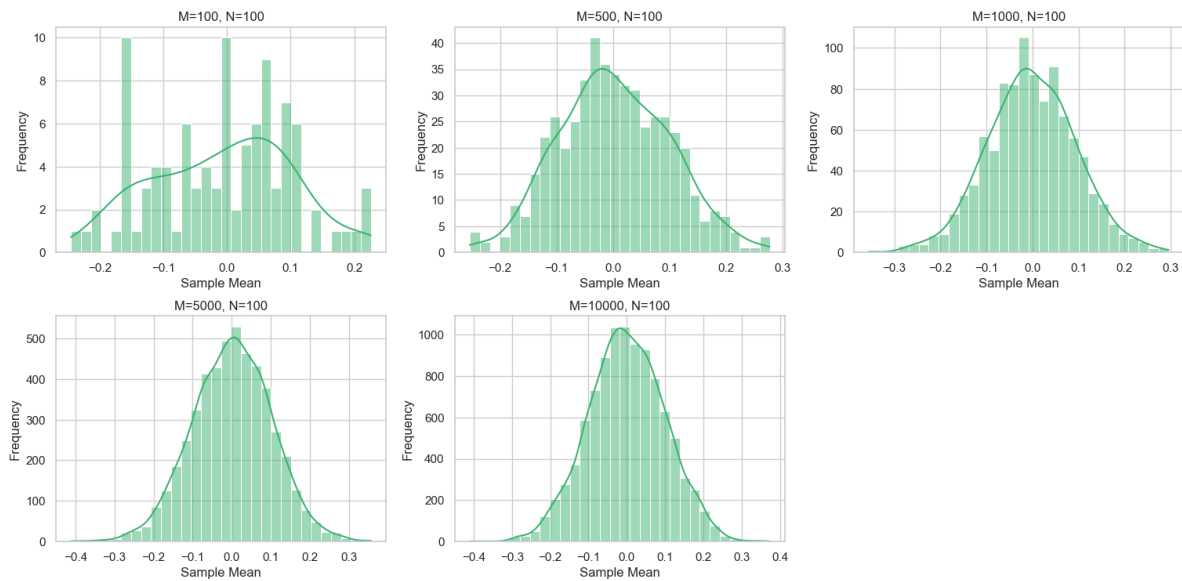 M=100, N=100
Frequency
10
8
6
4
2
0
−0.2 −0.1 0.0 0.1 0.2
Sample Mean
M=500, N=100
Frequency
40
35
30
25
20
15
10
5
0
−0.2 −0.1 0.0 0.1 0.2 0.3
Sample Mean
M=1000, N=100
Frequency
100
80
60
40
20
0
−0.3 −0.2 −0.1 0.0 0.1 0.2 0.3
Sample Mean
M=5000, N=100
Frequency
500
400
300
200
100
0
−0.4 −0.3 −0.2 −0.1 0.0 0.1 0.2 0.3
Sample Mean
M=10000, N=100
Frequency
1000
800
600
400
200
0
−0.4 −0.3 −0.2 −0.1 0.0 0.1 0.2 0.3 0.4
Sample Mean